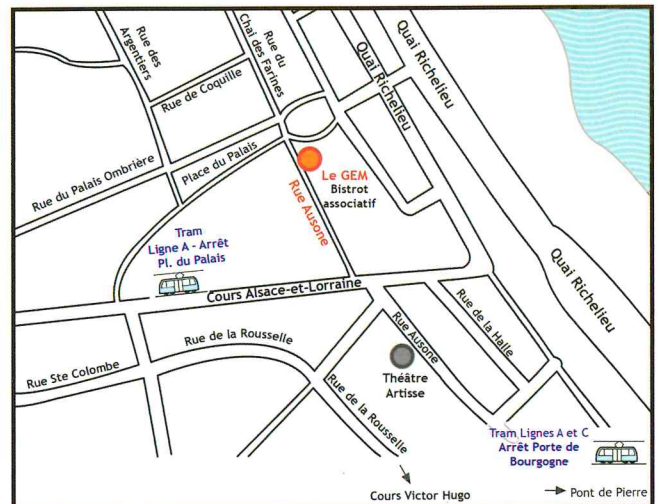 Rue des
Argentiers
Rue du
Chai des Farines
Quai Richelieu
Quai Richelieu
Rue de Coquille
Rue du Palais Ombrière
Place du Palais
Le GEM
Bistrot
associatif
Rue Ausone
Tram
Ligne A - Arrêt
Pl. du Palais
Cours Alsace-et-Lorraine
Quai Richelieu
Rue Ste Colombe
Rue de la Rousselle
Rue Ausone
Rue de la Halle
Théâtre
Artisse
Rue de la Rousselle
Tram Lignes A et C
Arrêt Porte de
Bourgogne
Cours Victor Hugo
Pont de Pierre